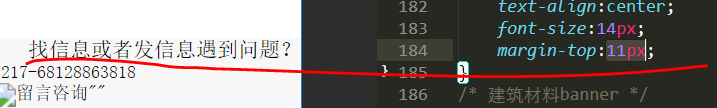 找信息或者发信息遇到问题？
217-68128863818
留言咨询""
182 text-align:center;
183 font-size:14px;
184 margin-top:11px;
} 185 }
186 /* 建筑材料banner */